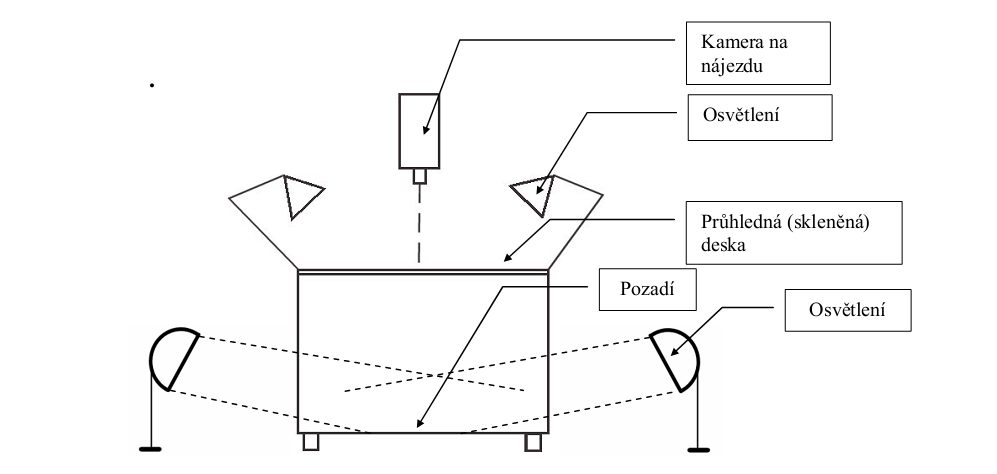 Kamera na
nájezdu
Osvětlení
Průhledná (skleněná)
deska
Pozadí
Osvětlení